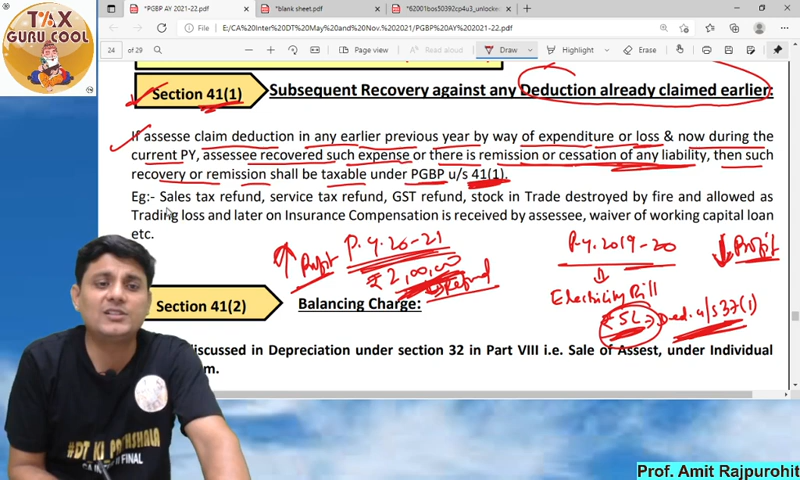 TAX
GURU COOL
*PGBP AY 2021-22.pdf
*blank sheet.pdf
*62001bos50392cp4u3_unlocked
E:/CA%20Inter%20DT%20May%20and%20Nov.%202021/PGBP%20AY%202021-22.pdf
24 of 29
Page view
Read aloud
Draw
Highlight
Erase
Section 41(1)
Subsequent Recovery against any Deduction already claimed earlier:
If assesse claim deduction in any earlier previous year by way of expenditure or loss & now during the
current PY, assessee recovered such expense or there is remission or cessation of any liability, then such
recovery or remission shall be taxable under PGBP u/s 41(1).
Eg:- Sales tax refund, service tax refund, GST refund, stock in Trade destroyed by fire and allowed as
Trading loss and later on Insurance Compensation is received by assessee, waiver of working capital loan
etc.
↑ Profit
P.Y. 20-21
₹ 2,00,000
↳ Refund
P.Y. 2019-20
↓ Profit
Electricity Bill
₹ 5L → Ded. u/s 37(1)
Section 41(2)
Balancing Charge:
iscussed in Depreciation under section 32 in Part VIII i.e. Sale of Assest, under Individual
m.
#DT KI
FINAL
Prof. Amit Rajpurohit